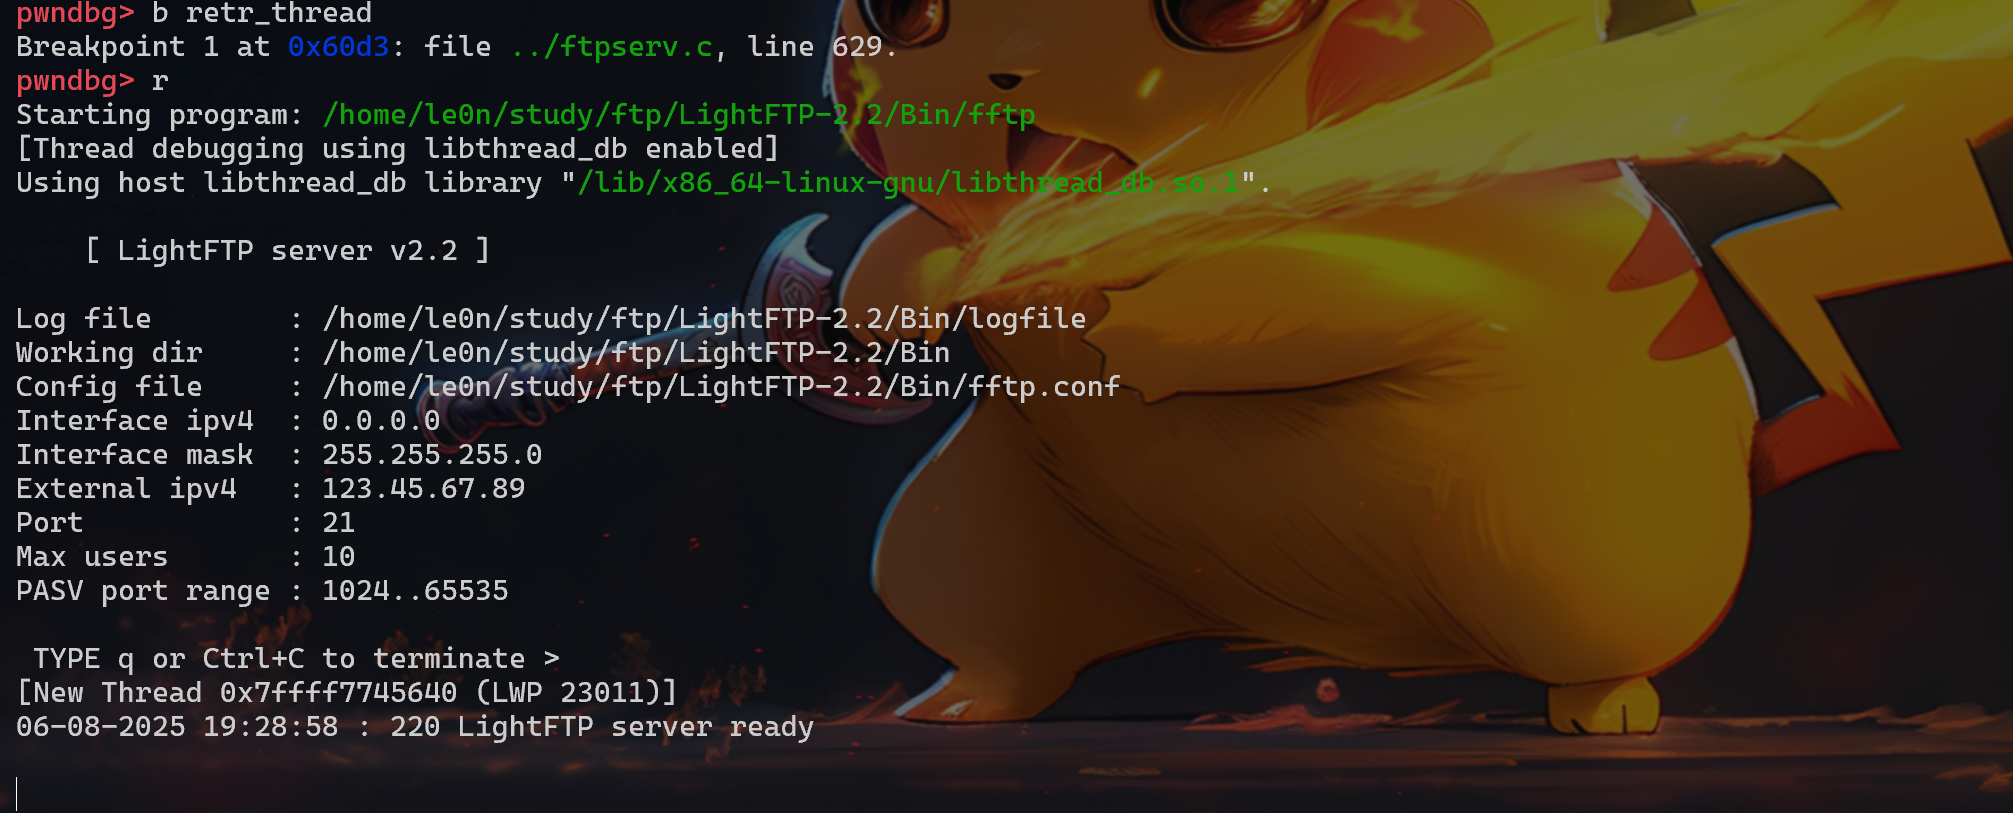 pwndbg> b retr_thread
Breakpoint 1 at 0x60d3: file ../ftpserv.c, line 629.
pwndbg> r
Starting program: /home/le0n/study/ftp/LightFTP-2.2/Bin/fftp
[Thread debugging using libthread_db enabled]
Using host libthread_db library "/lib/x86_64-linux-gnu/libthread_db.so.1".
[ LightFTP server v2.2 ]
Log file : /home/le0n/study/ftp/LightFTP-2.2/Bin/logfile
Working dir : /home/le0n/study/ftp/LightFTP-2.2/Bin
Config file : /home/le0n/study/ftp/LightFTP-2.2/Bin/fftp.conf
Interface ipv4 : 0.0.0.0
Interface mask : 255.255.255.0
External ipv4 : 123.45.67.89
Port : 21
Max users : 10
PASV port range : 1024..65535
TYPE q or Ctrl+C to terminate >
[New Thread 0x7ffff7745640 (LWP 23011)]
06-08-2025 19:28:58 : 220 LightFTP server ready